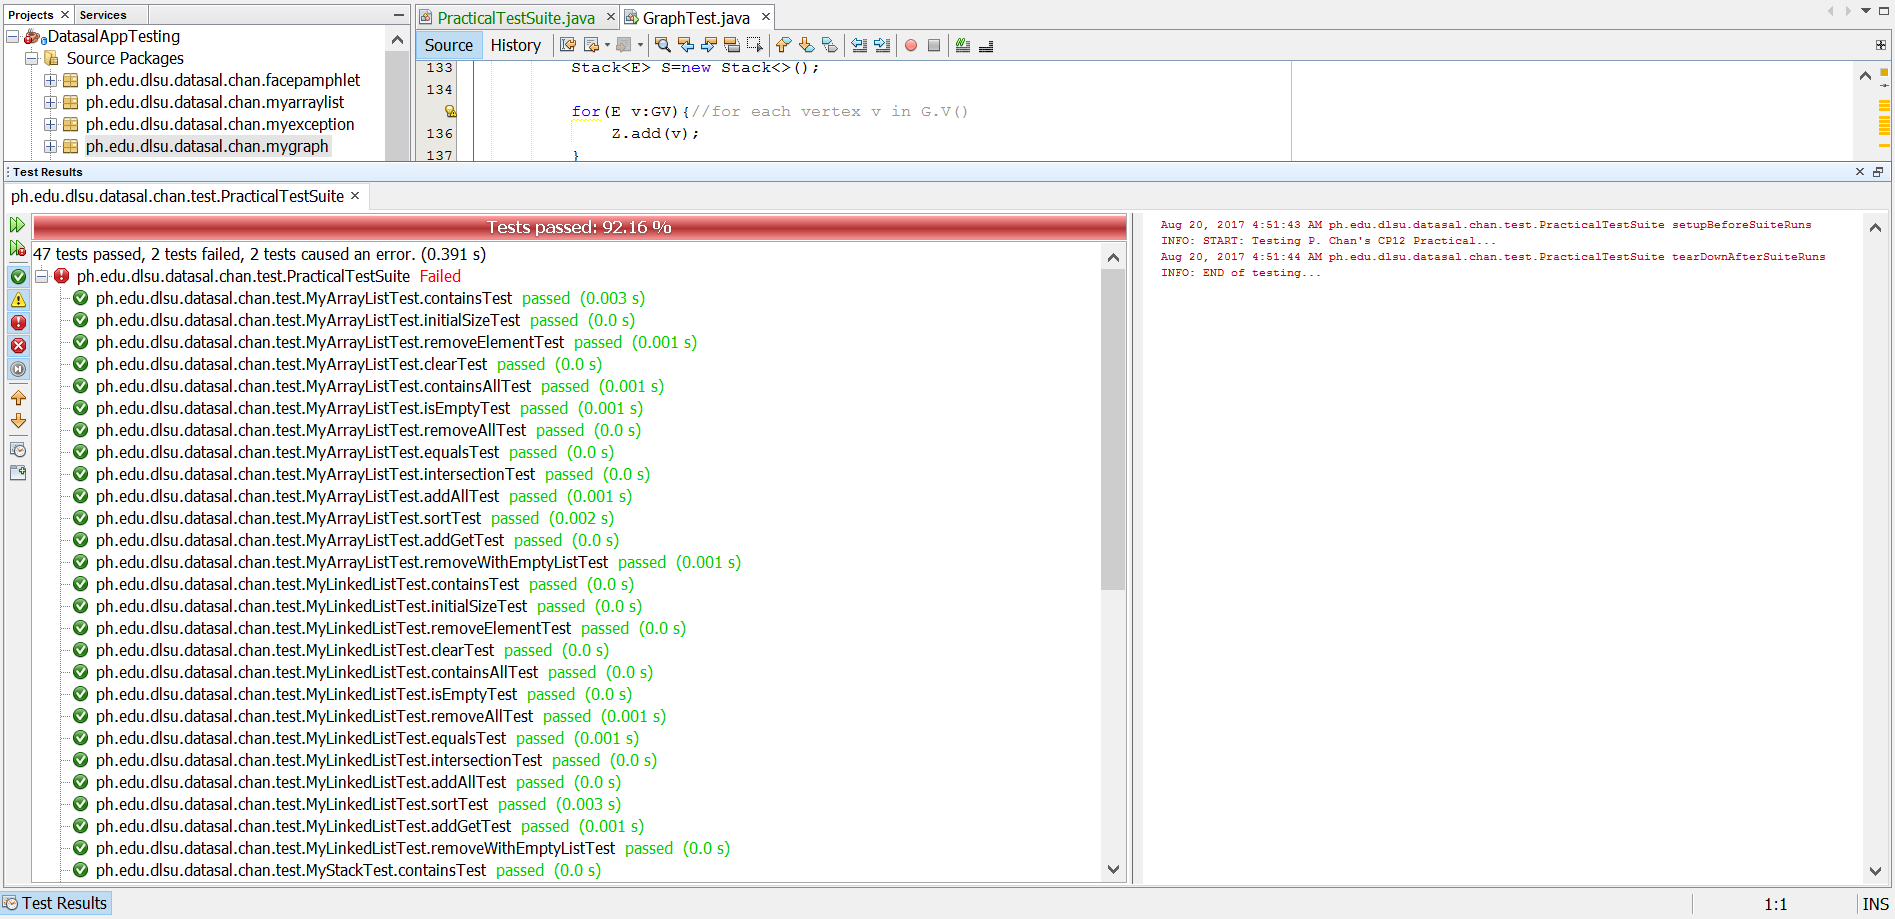 Projects Services
DatasalAppTesting
Source Packages
ph.edu.dlsu.datasal.chan.facepamphlet
ph.edu.dlsu.datasal.chan.myarraylist
ph.edu.dlsu.datasal.chan.myexception
ph.edu.dlsu.datasal.chan.mygraph
PracticalTestSuite.java GraphTest.java
Source History
133 Stack<E> S=new Stack<>();
134
for(E v:GV){//for each vertex v in G.V()
136 Z.add(v);
137 }
Test Results
ph.edu.dlsu.datasal.chan.test.PracticalTestSuite
Tests passed: 92.16 %
47 tests passed, 2 tests failed, 2 tests caused an error. (0.391 s)
ph.edu.dlsu.datasal.chan.test.PracticalTestSuite Failed
ph.edu.dlsu.datasal.chan.test.MyArrayListTest.containsTest passed (0.003 s)
ph.edu.dlsu.datasal.chan.test.MyArrayListTest.initialSizeTest passed (0.0 s)
ph.edu.dlsu.datasal.chan.test.MyArrayListTest.removeElementTest passed (0.001 s)
ph.edu.dlsu.datasal.chan.test.MyArrayListTest.clearTest passed (0.0 s)
ph.edu.dlsu.datasal.chan.test.MyArrayListTest.containsAllTest passed (0.001 s)
ph.edu.dlsu.datasal.chan.test.MyArrayListTest.isEmptyTest passed (0.001 s)
ph.edu.dlsu.datasal.chan.test.MyArrayListTest.removeAllTest passed (0.0 s)
ph.edu.dlsu.datasal.chan.test.MyArrayListTest.equalsTest passed (0.0 s)
ph.edu.dlsu.datasal.chan.test.MyArrayListTest.intersectionTest passed (0.0 s)
ph.edu.dlsu.datasal.chan.test.MyArrayListTest.addAllTest passed (0.001 s)
ph.edu.dlsu.datasal.chan.test.MyArrayListTest.sortTest passed (0.002 s)
ph.edu.dlsu.datasal.chan.test.MyArrayListTest.addGetTest passed (0.0 s)
ph.edu.dlsu.datasal.chan.test.MyArrayListTest.removeWithEmptyListTest passed (0.001 s)
ph.edu.dlsu.datasal.chan.test.MyLinkedListTest.containsTest passed (0.0 s)
ph.edu.dlsu.datasal.chan.test.MyLinkedListTest.initialSizeTest passed (0.0 s)
ph.edu.dlsu.datasal.chan.test.MyLinkedListTest.removeElementTest passed (0.0 s)
ph.edu.dlsu.datasal.chan.test.MyLinkedListTest.clearTest passed (0.0 s)
ph.edu.dlsu.datasal.chan.test.MyLinkedListTest.containsAllTest passed (0.0 s)
ph.edu.dlsu.datasal.chan.test.MyLinkedListTest.isEmptyTest passed (0.0 s)
ph.edu.dlsu.datasal.chan.test.MyLinkedListTest.removeAllTest passed (0.001 s)
ph.edu.dlsu.datasal.chan.test.MyLinkedListTest.equalsTest passed (0.001 s)
ph.edu.dlsu.datasal.chan.test.MyLinkedListTest.intersectionTest passed (0.0 s)
ph.edu.dlsu.datasal.chan.test.MyLinkedListTest.addAllTest passed (0.0 s)
ph.edu.dlsu.datasal.chan.test.MyLinkedListTest.sortTest passed (0.003 s)
ph.edu.dlsu.datasal.chan.test.MyLinkedListTest.addGetTest passed (0.001 s)
ph.edu.dlsu.datasal.chan.test.MyLinkedListTest.removeWithEmptyListTest passed (0.0 s)
ph.edu.dlsu.datasal.chan.test.MyStackTest.containsTest passed (0.0 s)
Aug 20, 2017 4:51:43 AM ph.edu.dlsu.datasal.chan.test.PracticalTestSuite setupBeforeSuiteRuns
INFO: START: Testing P. Chan's CP12 Practical...
Aug 20, 2017 4:51:44 AM ph.edu.dlsu.datasal.chan.test.PracticalTestSuite tearDownAfterSuiteRuns
INFO: END of testing...
Test Results
1:1 INS